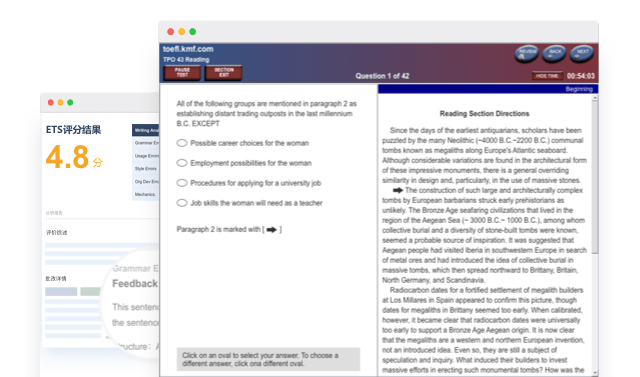 toefl.kmf.com
TPO 43 Reading
PAUSE
TEST
SECTION
EXIT
Question 1 of 42
REVIEW
BACK
NEXT
HIDE TIME
00:54:03
Beginning
All of the following groups are mentioned in paragraph 2 as
establishing distant trading outposts in the last millennium
B.C. EXCEPT
Possible career choices for the woman
Employment possibilities for the woman
Procedures for applying for a university job
Job skills the woman will need as a teacher
Paragraph 2 is marked with [ ➡ ]
Click on an oval to select your answer. To choose a
different answer, click one different oval.
Reading Section Directions
Since the days of the earliest antiquarians, scholars have been
puzzled by the many Neolithic (~4000 B.C.~2200 B.C.) communal
tombs known as megaliths along Europe's Atlantic seaboard.
Although considerable variations are found in the architectural form
of these impressive monuments, there is a general overriding
similarity in design and, particularly, in the use of massive stones.
➡ The construction of such large and architecturally complex
tombs by European barbarians struck early prehistorians as
unlikely. The Bronze Age seafaring civilizations that lived in the
region of the Aegean Sea (~ 3000 B.C.~ 1000 B.C.), among whom
collective burial and a diversity of stone-built tombs were known,
seemed a probable source of inspiration. It was suggested that
Aegean people had visited Iberia in southwestern Europe in search
of metal ores and had introduced the idea of collective burial in
massive tombs, which then spread northward to Brittany, Britain,
North Germany, and Scandinavia.
Radiocarbon dates for a fortified settlement of megalith builders
at Los Millares in Spain appeared to confirm this picture, though
dates for megaliths in Brittany seemed too early. When calibrated,
however, it became clear that radiocarbon dates were universally
too early to support a Bronze Age Aegean origin. It is now clear
that the megaliths are a western and northern European invention,
not an introduced idea. Even so, they are still a subject of
speculation and inquiry. What induced their builders to invest
massive efforts in erecting such monumental tombs? How was the
ETS评分结果
4.8分
Writing Anal
Grammar Err
Usage Errors
Style Errors
Org Dev Erro
Mechanics
分析报告
评价综述
批改详情
Grammar E
Feedback
This sentenc
the sentenc
tructure: